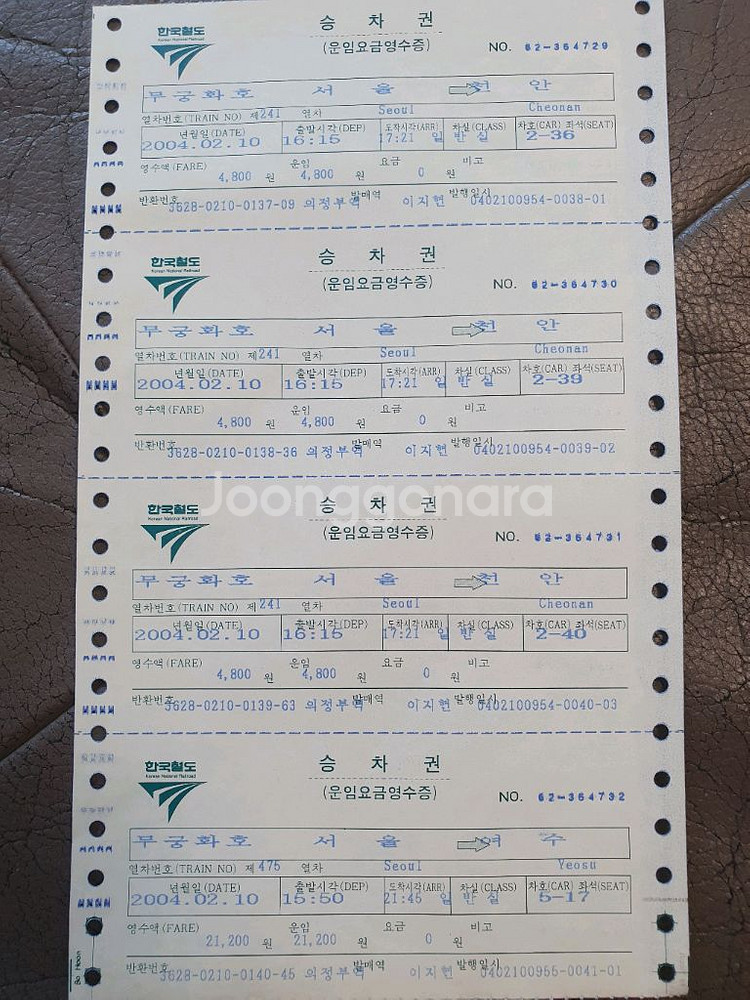 한국철도
Korean National Railroad
승 차 권
(운임요금영수증)
NO. 62-364729
무궁화호 서 울 ⇨ 천 안
열차번호(TRAIN NO) 제241 열차 Seoul Cheonan
년월일(DATE) 출발시각(DEP) 도착시각(ARR) 차실(CLASS) 차호(CAR) 좌석(SEAT)
2004.02.10 16:15 17:21 일 반 실 2-36
영수액(FARE) 운임 요금 비고
4,800 원 4,800 원 0 원
반환번호 발매역 발행일시
3628-0210-0137-09 의정부역 이지현 0402100954-0038-01
한국철도
Korean National Railroad
승 차 권
(운임요금영수증)
NO. 62-364730
무궁화호 서 울 ⇨ 천 안
열차번호(TRAIN NO) 제241 열차 Seoul Cheonan
년월일(DATE) 출발시각(DEP) 도착시각(ARR) 차실(CLASS) 차호(CAR) 좌석(SEAT)
2004.02.10 16:15 17:21 일 반 실 2-39
영수액(FARE) 운임 요금 비고
4,800 원 4,800 원 0 원
반환번호 발매역 발행일시
3628-0210-0138-36 의정부역 이지현 0402100954-0039-02
Joonggonara
한국철도
Korean National Railroad
승 차 권
(운임요금영수증)
NO. 62-364731
무궁화호 서 울 ⇨ 천 안
열차번호(TRAIN NO) 제241 열차 Seoul Cheonan
년월일(DATE) 출발시각(DEP) 도착시각(ARR) 차실(CLASS) 차호(CAR) 좌석(SEAT)
2004.02.10 16:15 17:21 일 반 실 2-40
영수액(FARE) 운임 요금 비고
4,800 원 4,800 원 0 원
반환번호 발매역 발행일시
3628-0210-0139-63 의정부역 이지현 0402100954-0040-03
한국철도
Korean National Railroad
승 차 권
(운임요금영수증)
NO. 62-364732
무궁화호 서 울 ⇨ 여 수
열차번호(TRAIN NO) 제475 열차 Seoul Yeosu
년월일(DATE) 출발시각(DEP) 도착시각(ARR) 차실(CLASS) 차호(CAR) 좌석(SEAT)
2004.02.10 15:50 21:45 일 반 실 5-17
영수액(FARE) 운임 요금 비고
21,200 원 21,200 원 0 원
반환번호 발매역 발행일시
3628-0210-0140-45 의정부역 이지현 0402100955-0041-01